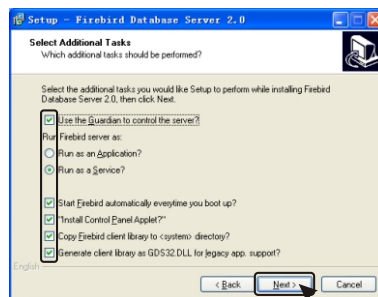 Setup - Firebird Database Server 2.0
Select Additional Tasks
Which additional tasks should be performed?
Select the additional tasks you would like Setup to perform while installing Firebird
Database Server 2.0, then click Next.
Use the Guardian to control the server?
Run Firebird server as:
Run as an Application?
Run as a Service?
Start Firebird automatically everytime you boot up?
"Install Control Panel Applet?"
Copy Firebird client library to <system> directory?
Generate client library as GDS32.DLL for legacy app. support?
English
< Back
Next >
Cancel